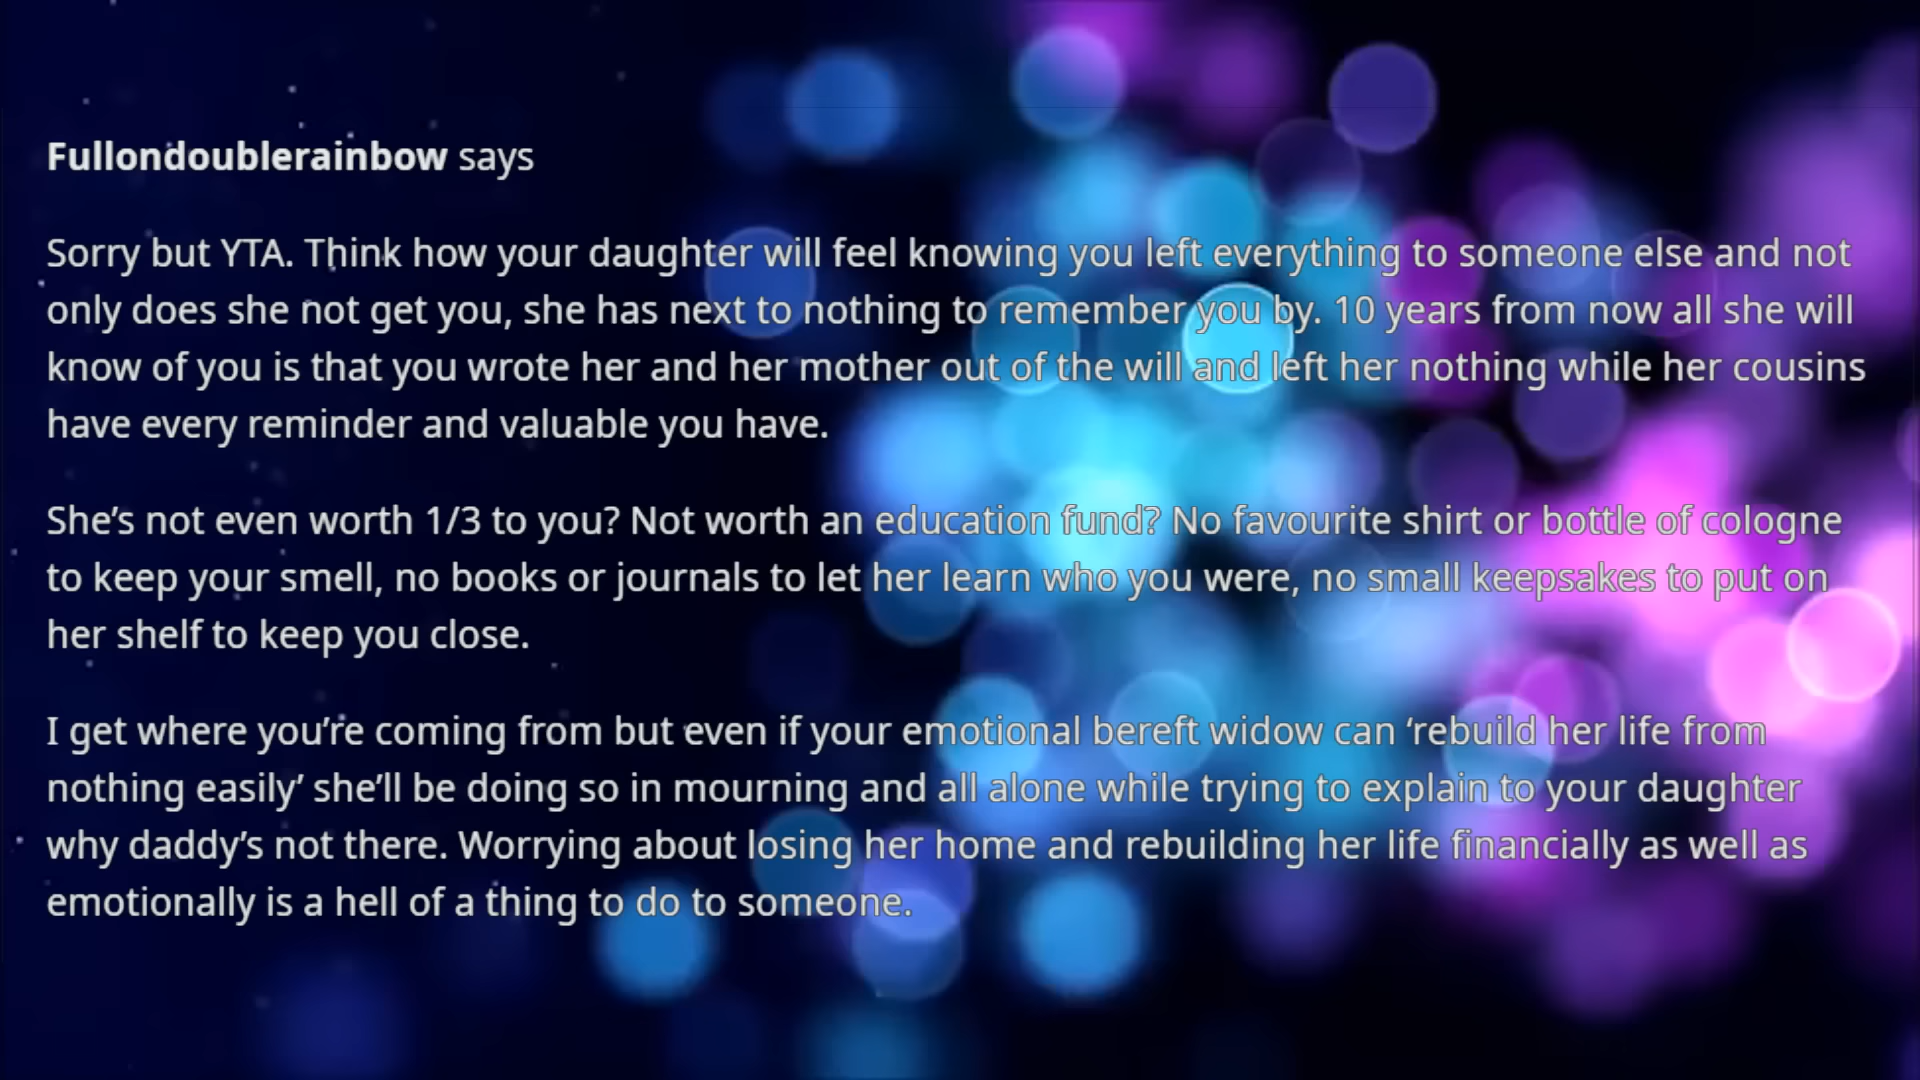 Fullondoublerainbow says
Sorry but YTA. Think how your daughter will feel knowing you left everything to someone else and not
only does she not get you, she has next to nothing to remember you by. 10 years from now all she will
know of you is that you wrote her and her mother out of the will and left her nothing while her cousins
have every reminder and valuable you have.
She’s not even worth 1/3 to you? Not worth an education fund? No favourite shirt or bottle of cologne
to keep your smell, no books or journals to let her learn who you were, no small keepsakes to put on
her shelf to keep you close.
I get where you’re coming from but even if your emotional bereft widow can ‘rebuild her life from
nothing easily’ she’ll be doing so in mourning and all alone while trying to explain to your daughter
why daddy’s not there. Worrying about losing her home and rebuilding her life financially as well as
emotionally is a hell of a thing to do to someone.